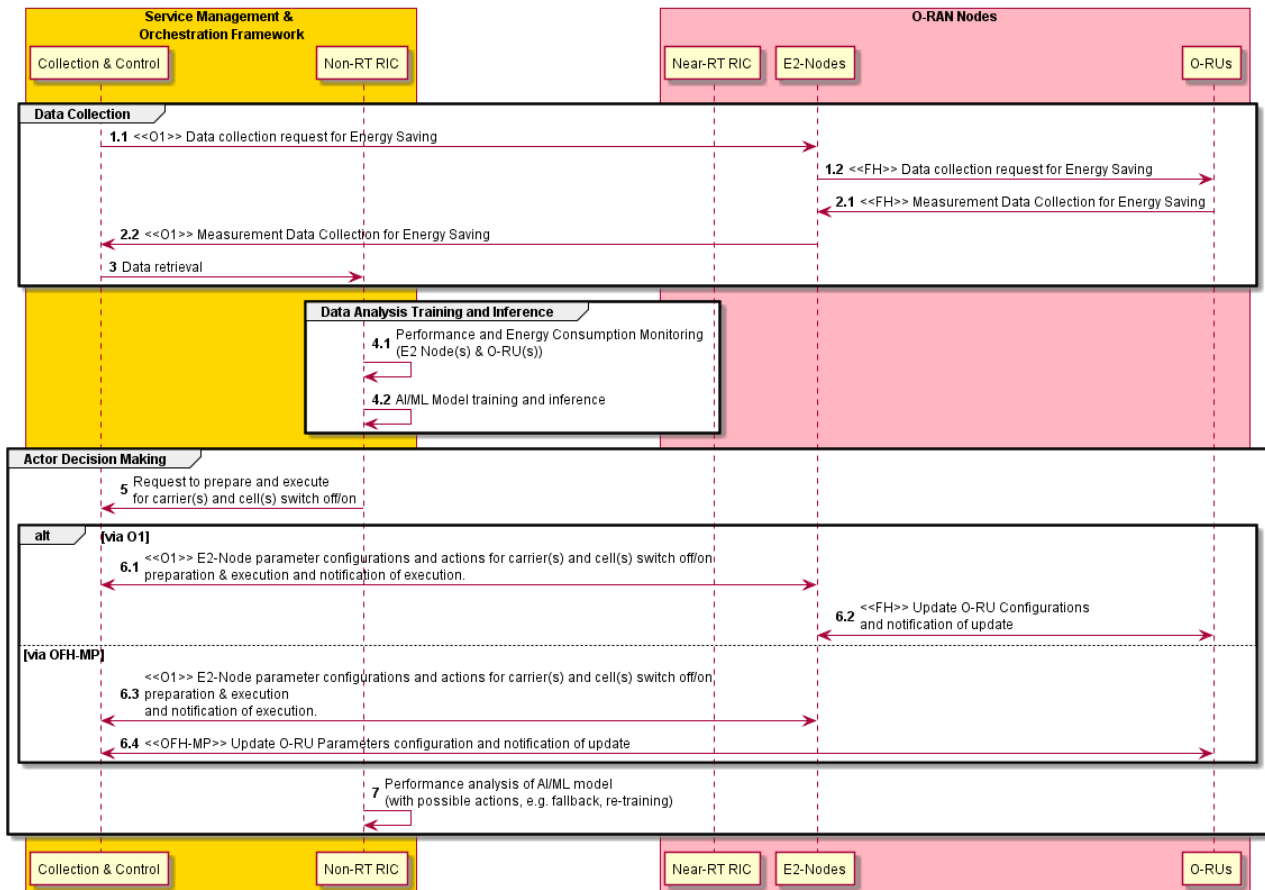 Service Management &
Orchestration Framework
O-RAN Nodes
Collection & Control
Non-RT RIC
Near-RT RIC
E2-Nodes
O-RUs
Data Collection
1.1 <<O1>> Data collection request for Energy Saving
1.2 <<FH>> Data collection request for Energy Saving
2.1 <<FH>> Measurement Data Collection for Energy Saving
2.2 <<O1>> Measurement Data Collection for Energy Saving
3 Data retrieval
Data Analysis Training and Inference
4.1 Performance and Energy Consumption Monitoring
(E2 Node(s) & O-RU(s))
4.2 AI/ML Model training and inference
Actor Decision Making
5 Request to prepare and execute
for carrier(s) and cell(s) switch off/on
alt [via O1]
6.1 <<O1>> E2-Node parameter configurations and actions for carrier(s) and cell(s) switch off/on
preparation & execution and notification of execution.
6.2 <<FH>> Update O-RU Configurations
and notification of update
[via OFH-MP]
<<O1>> E2-Node parameter configurations and actions for carrier(s) and cell(s) switch off/on
6.3 preparation & execution
and notification of execution.
6.4 <<OFH-MP>> Update O-RU Parameters configuration and notification of update
7 Performance analysis of AI/ML model
(with possible actions, e.g. fallback, re-training)
Collection & Control
Non-RT RIC
Near-RT RIC
E2-Nodes
O-RUs